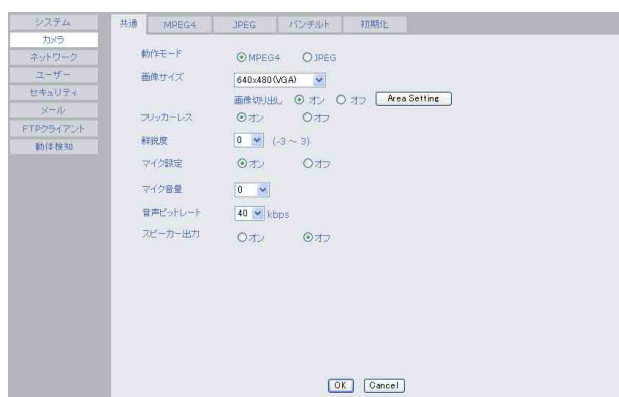 システム
カメラ
ネットワーク
ユーザー
セキュリティ
メール
FTPクライアント
動体検知
共通 MPEG4 JPEG パンチルト 初期化
動作モード MPEG4 JPEG
画像サイズ 640x480(VGA)
画像切り出し オン オフ Area Setting
フリッカーレス オン オフ
鮮鋭度 0 (-3 ~ 3)
マイク設定 オン オフ
マイク音量 0
音声ビットレート 40 kbps
スピーカー出力 オン オフ
OK Cancel